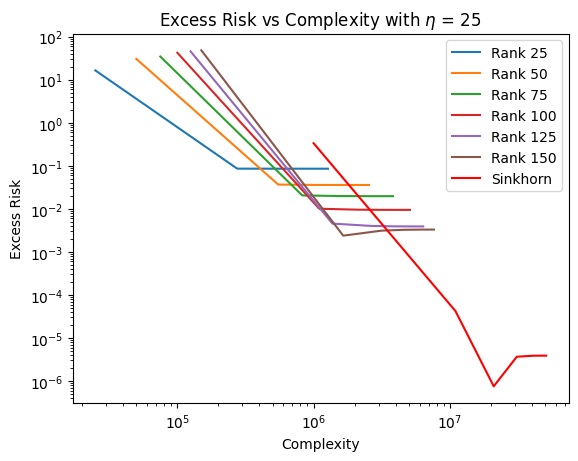 Excess Risk vs Complexity with η = 25
Excess Risk
10²
10¹
10⁰
10⁻¹
10⁻²
10⁻³
10⁻⁴
10⁻⁵
10⁻⁶
Rank 25
Rank 50
Rank 75
Rank 100
Rank 125
Rank 150
Sinkhorn
10⁵
10⁶
10⁷
Complexity